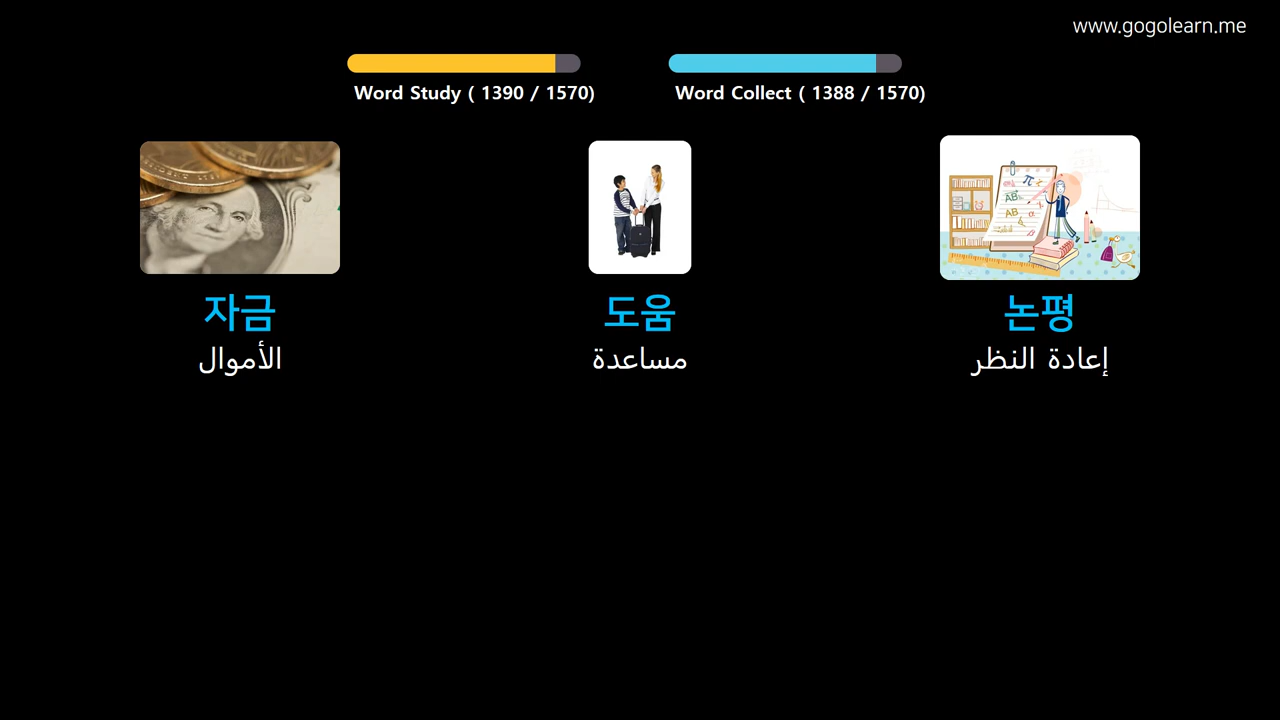 www.gogolearn.me
Word Study ( 1390 / 1570)
Word Collect ( 1388 / 1570)
자금
الأموال
도움
مساعدة
논평
إعادة النظر